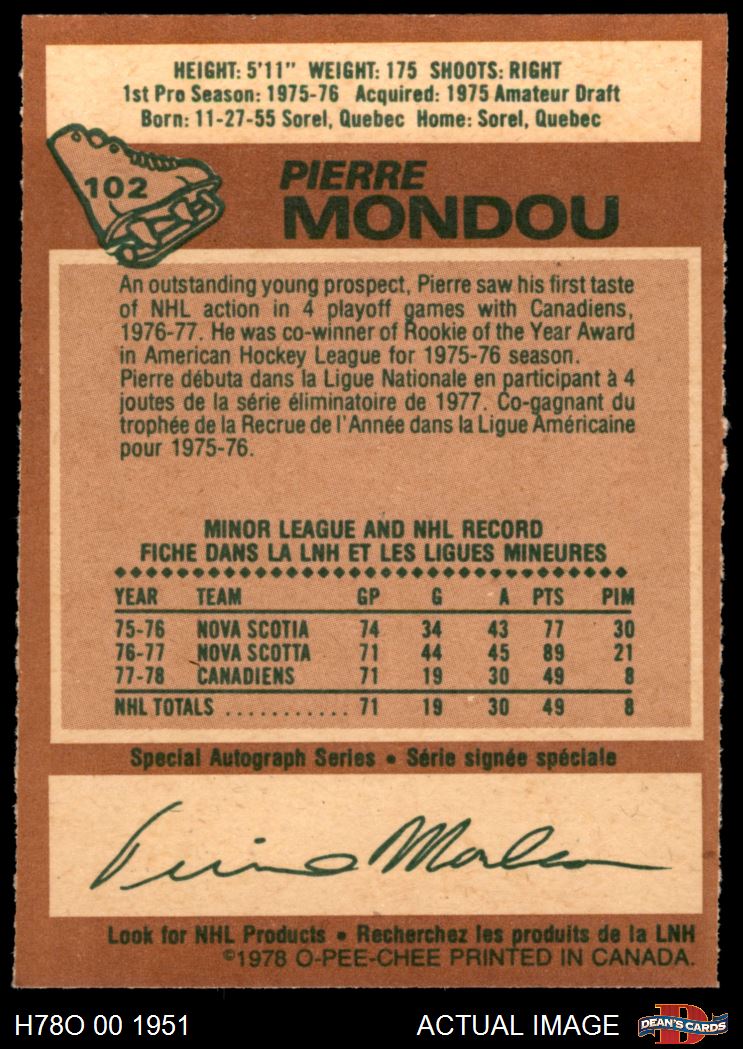 HEIGHT: 5'11" WEIGHT: 175 SHOOTS: RIGHT
1st Pro Season: 1975-76 Acquired: 1975 Amateur Draft
Born: 11-27-55 Sorel, Quebec Home: Sorel, Quebec
102
PIERRE
MONDOU
An outstanding young prospect, Pierre saw his first taste
of NHL action in 4 playoff games with Canadiens,
1976-77. He was co-winner of Rookie of the Year Award
in American Hockey League for 1975-76 season.
Pierre débuta dans la Ligue Nationale en participant à 4
joutes de la série éliminatoire de 1977. Co-gagnant du
trophée de la Recrue de l'Année dans la Ligue Américaine
pour 1975-76.
MINOR LEAGUE AND NHL RECORD
FICHE DANS LA LNH ET LES LIGUES MINEURES
YEAR TEAM GP G A PTS PIM
75-76 NOVA SCOTIA 74 34 43 77 30
76-77 NOVA SCOTTA 71 44 45 89 21
77-78 CANADIENS 71 19 30 49 8
NHL TOTALS ........... 71 19 30 49 8
Special Autograph Series • Série signée spéciale
Pierre Mondou
Look for NHL Products • Recherchez les produits de la LNH
©1978 O-PEE-CHEE PRINTED IN CANADA.
H78O 00 1951 ACTUAL IMAGE DEAN'S CARDS